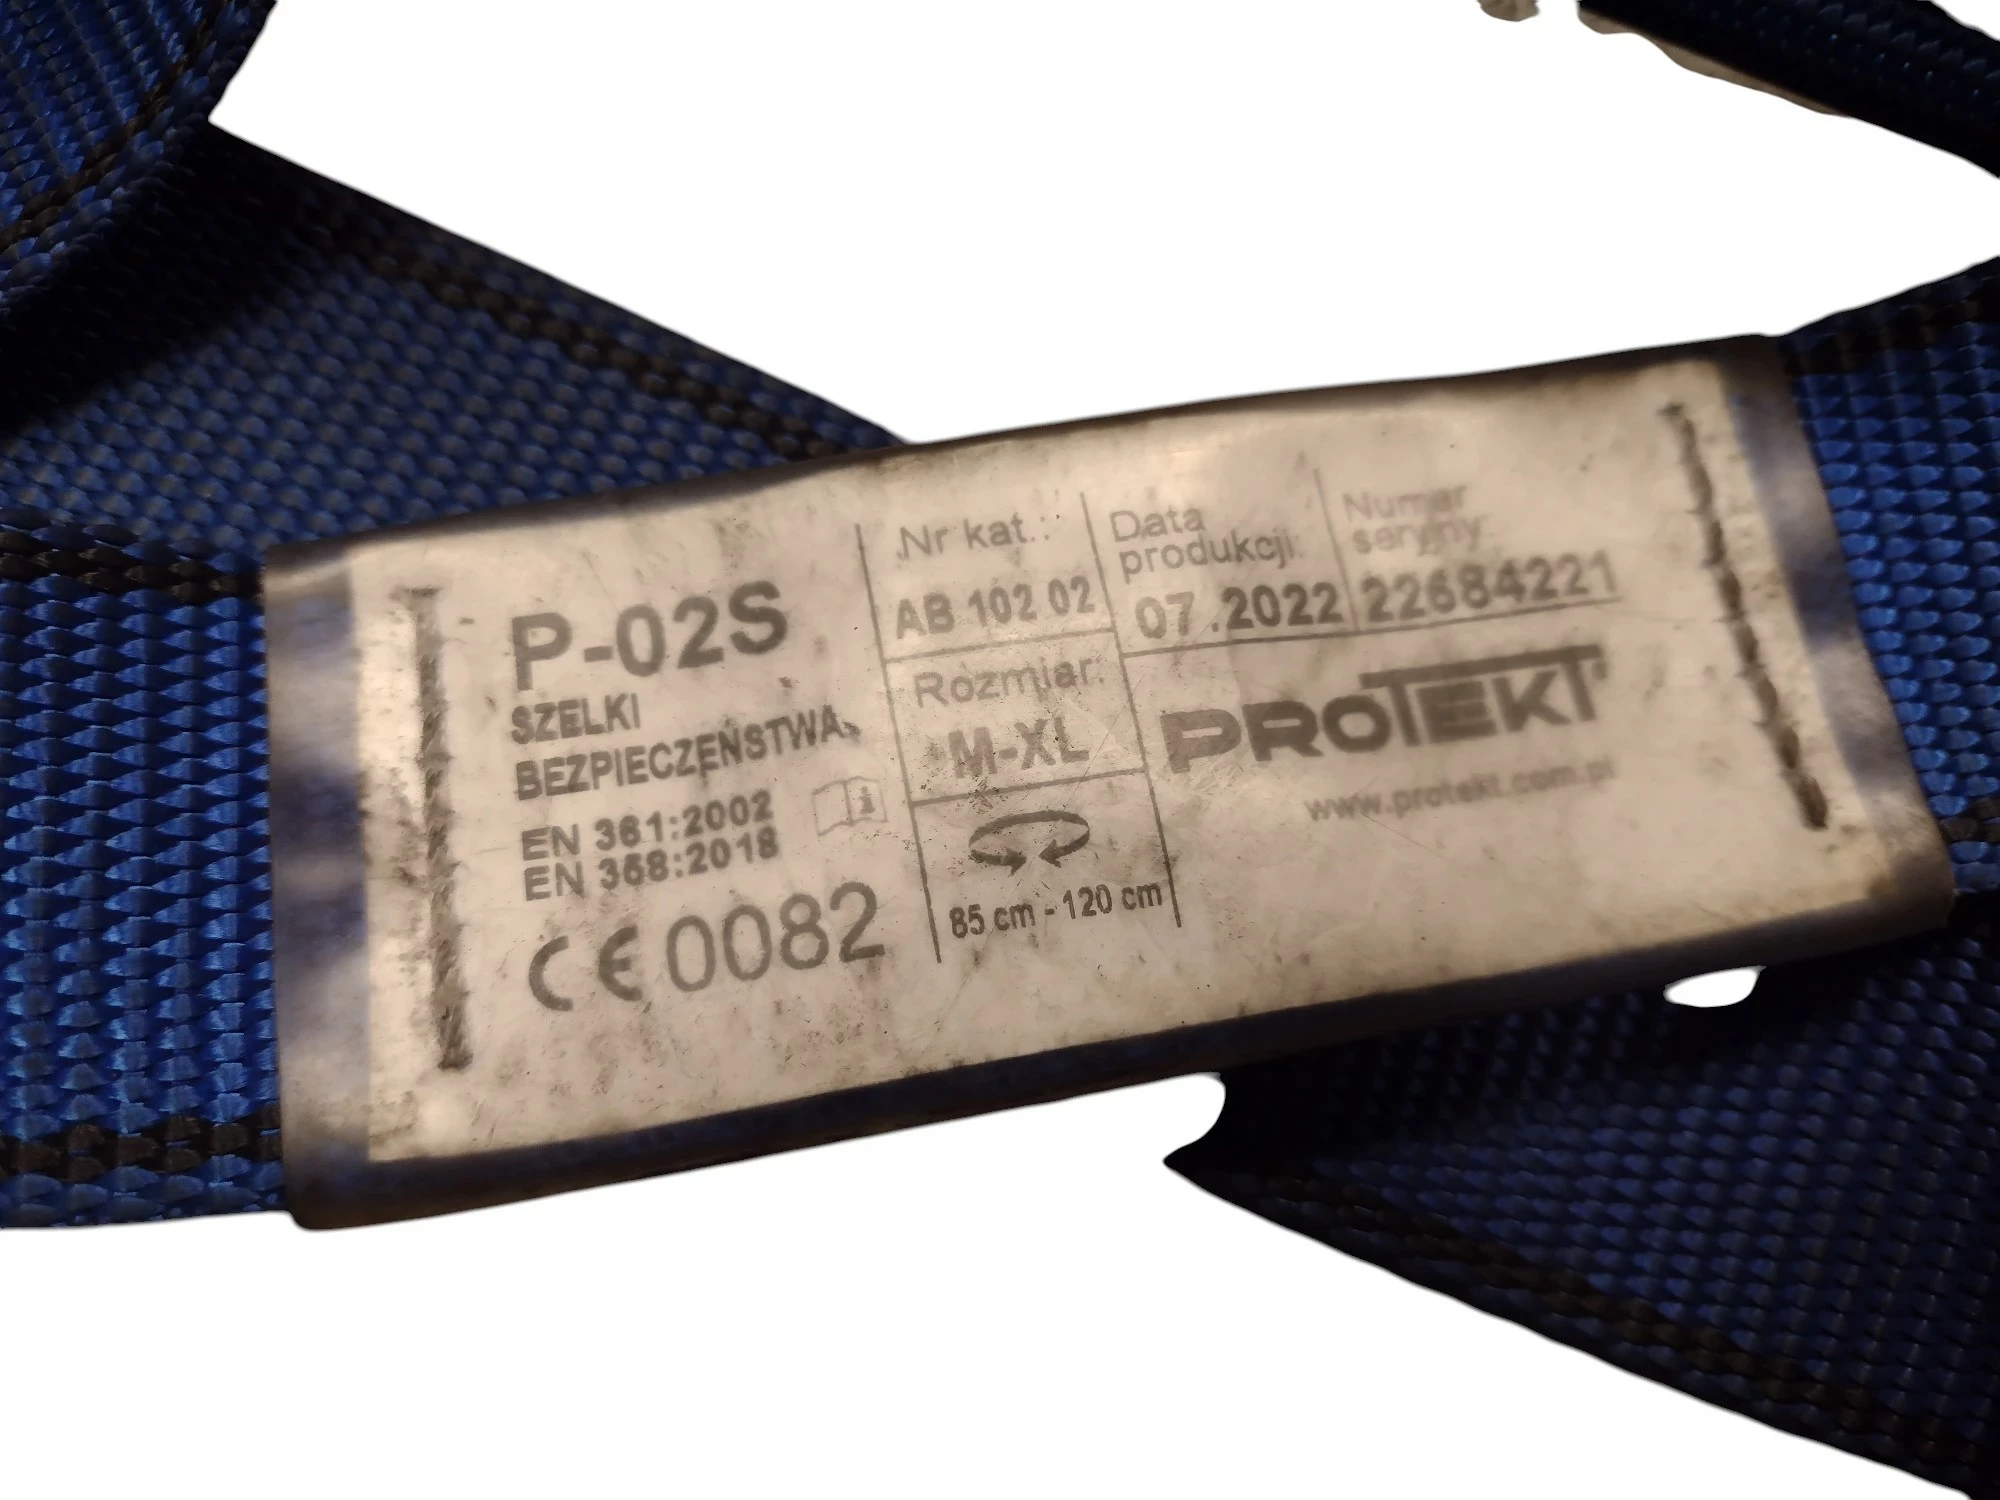 P-02S
SZELKI
BEZPIECZEŃSTWA
EN 361:2002
EN 358:2018
CE 0082
Nr kat.:
AB 102 02
Rozmiar:
M-XL
85 cm - 120 cm
Data
produkcji:
07.2022
Numer
seryjny:
22684221
PROTEKT
www.protekt.com.pl